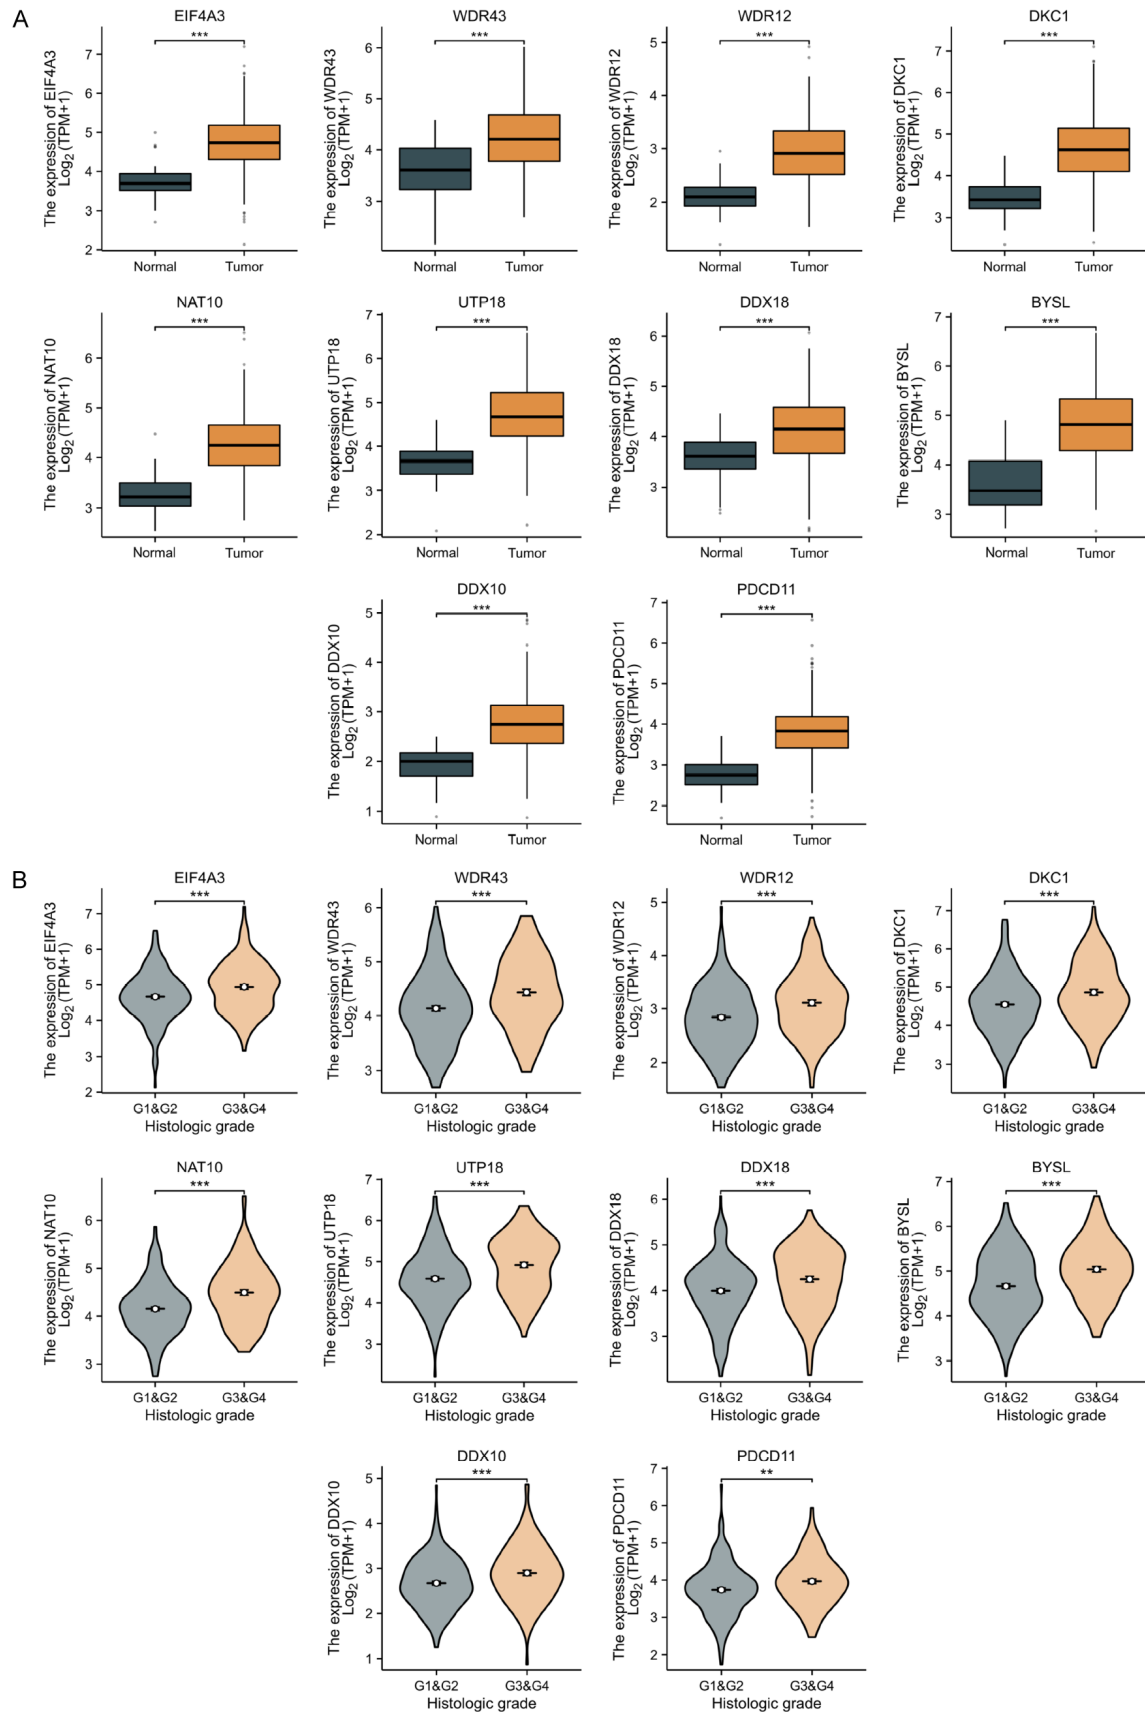 A
EIF4A3
The expression of EIF4A3
Log2 (TPM+1)
***
7
6
5
4
3
2
Normal
Tumor
WDR43
The expression of WDR43
Log2 (TPM+1)
***
6
5
4
3
Normal
Tumor
WDR12
The expression of WDR12
Log2 (TPM+1)
***
5
4
3
2
Normal
Tumor
DKC1
The expression of DKC1
Log2 (TPM+1)
***
7
6
5
4
3
Normal
Tumor
NAT10
The expression of NAT10
Log2 (TPM+1)
***
6
5
4
3
Normal
Tumor
UTP18
The expression of UTP18
Log2 (TPM+1)
***
7
6
5
4
3
2
Normal
Tumor
DDX18
The expression of DDX18
Log2 (TPM+1)
***
6
5
4
3
Normal
Tumor
BYSL
The expression of BYSL
Log2 (TPM+1)
***
7
6
5
4
3
Normal
Tumor
DDX10
The expression of DDX10
Log2 (TPM+1)
***
5
4
3
2
1
Normal
Tumor
PDCD11
The expression of PDCD11
Log2 (TPM+1)
***
7
6
5
4
3
2
Normal
Tumor
B
EIF4A3
The expression of EIF4A3
Log2 (TPM+1)
***
7
6
5
4
3
2
G1&G2
G3&G4
Histologic grade
WDR43
The expression of WDR43
Log2 (TPM+1)
***
6
5
4
3
G1&G2
G3&G4
Histologic grade
WDR12
The expression of WDR12
Log2 (TPM+1)
***
5
4
3
2
G1&G2
G3&G4
Histologic grade
DKC1
The expression of DKC1
Log2 (TPM+1)
***
7
6
5
4
3
G1&G2
G3&G4
Histologic grade
NAT10
The expression of NAT10
Log2 (TPM+1)
***
6
5
4
3
G1&G2
G3&G4
Histologic grade
UTP18
The expression of UTP18
Log2 (TPM+1)
***
7
6
5
4
3
G1&G2
G3&G4
Histologic grade
DDX18
The expression of DDX18
Log2 (TPM+1)
***
6
5
4
3
G1&G2
G3&G4
Histologic grade
BYSL
The expression of BYSL
Log2 (TPM+1)
***
7
6
5
4
3
G1&G2
G3&G4
Histologic grade
DDX10
The expression of DDX10
Log2 (TPM+1)
***
5
4
3
2
1
G1&G2
G3&G4
Histologic grade
PDCD11
The expression of PDCD11
Log2 (TPM+1)
**
7
6
5
4
3
2
G1&G2
G3&G4
Histologic grade